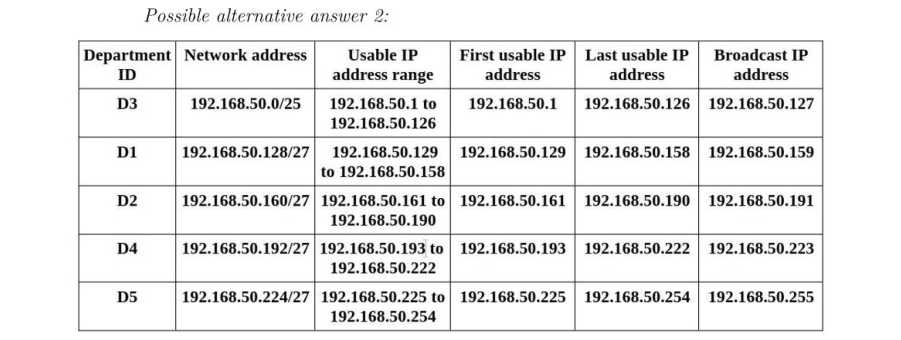 Possible alternative answer 2:
Department ID | Network address | Usable IP address range | First usable IP address | Last usable IP address | Broadcast IP address
D3 | 192.168.50.0/25 | 192.168.50.1 to 192.168.50.126 | 192.168.50.1 | 192.168.50.126 | 192.168.50.127
D1 | 192.168.50.128/27 | 192.168.50.129 to 192.168.50.158 | 192.168.50.129 | 192.168.50.158 | 192.168.50.159
D2 | 192.168.50.160/27 | 192.168.50.161 to 192.168.50.190 | 192.168.50.161 | 192.168.50.190 | 192.168.50.191
D4 | 192.168.50.192/27 | 192.168.50.193 to 192.168.50.222 | 192.168.50.193 | 192.168.50.222 | 192.168.50.223
D5 | 192.168.50.224/27 | 192.168.50.225 to 192.168.50.254 | 192.168.50.225 | 192.168.50.254 | 192.168.50.255